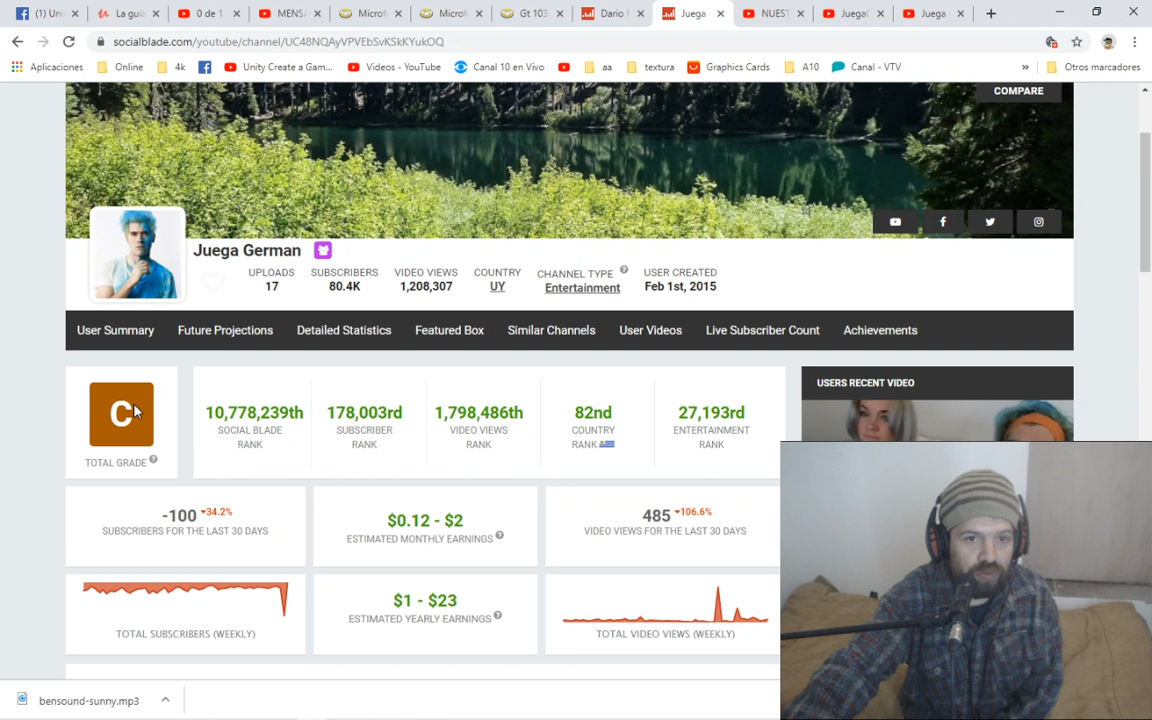 (1) Uni
La guí
0 de 1
MENSA
Microf
Microf
Gt 103
Dario M
Juega
NUEST
JuegaG
Juega
socialblade.com/youtube/channel/UC48NQAyVPVEbSvKSkKYukOQ
Aplicaciones
Online
4k
Unity Create a Gam...
Videos - YouTube
Canal 10 en Vivo
aa
textura
Graphics Cards
A10
Canal - VTV
»
Otros marcadores
COMPARE
Juega German
UPLOADS
17
SUBSCRIBERS
80.4K
VIDEO VIEWS
1,208,307
COUNTRY
UY
CHANNEL TYPE
Entertainment
USER CREATED
Feb 1st, 2015
User Summary
Future Projections
Detailed Statistics
Featured Box
Similar Channels
User Videos
Live Subscriber Count
Achievements
C
TOTAL GRADE
10,778,239th
SOCIAL BLADE
RANK
178,003rd
SUBSCRIBER
RANK
1,798,486th
VIDEO VIEWS
RANK
82nd
COUNTRY
RANK
27,193rd
ENTERTAINMENT
RANK
USERS RECENT VIDEO
-100 34.2%
SUBSCRIBERS FOR THE LAST 30 DAYS
$0.12 - $2
ESTIMATED MONTHLY EARNINGS
485 106.6%
VIDEO VIEWS FOR THE LAST 30 DAYS
TOTAL SUBSCRIBERS (WEEKLY)
$1 - $23
ESTIMATED YEARLY EARNINGS
TOTAL VIDEO VIEWS (WEEKLY)
bensound-sunny.mp3